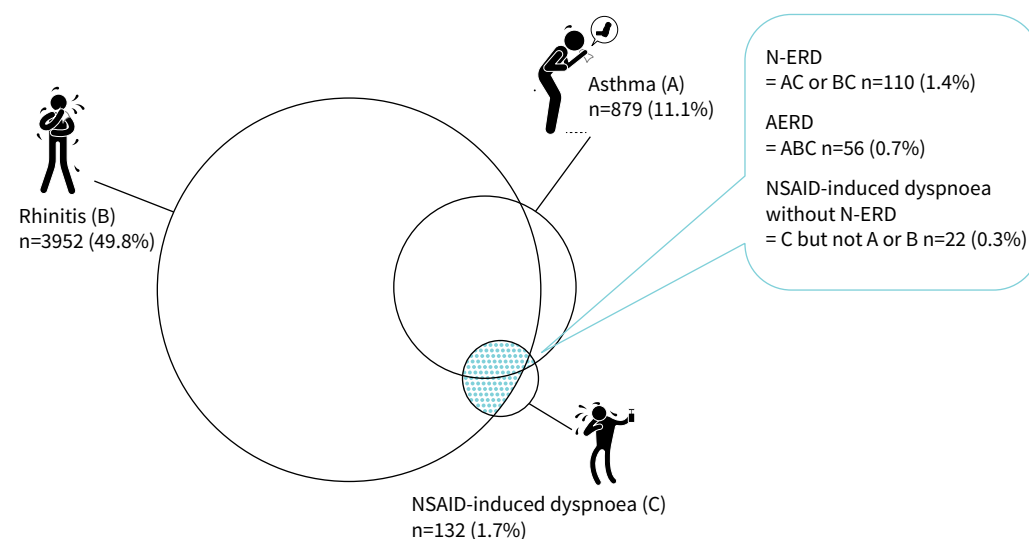 N-ERD
= AC or BC n=110 (1.4%)
AERD
= ABC n=56 (0.7%)
NSAID-induced dyspnoea
without N-ERD
= C but not A or B n=22 (0.3%)
Asthma (A)
n=879 (11.1%)
Rhinitis (B)
n=3952 (49.8%)
NSAID-induced dyspnoea (C)
n=132 (1.7%)